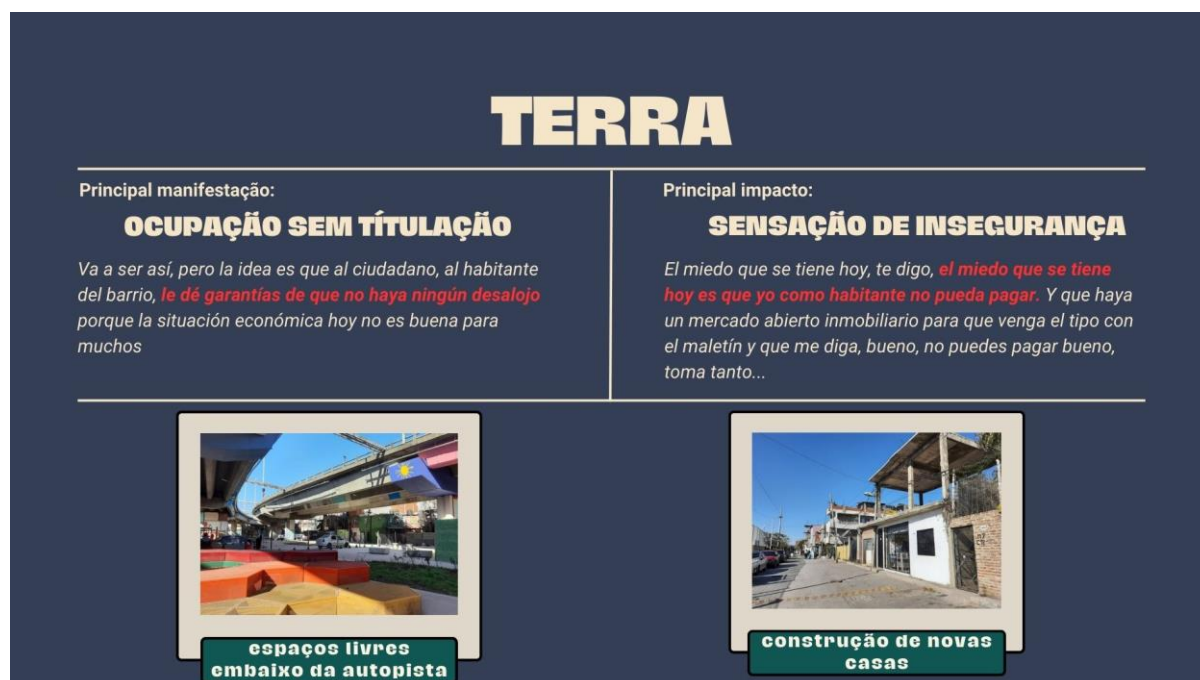 TERRA
Principal manifestação:
OCUPAÇÃO SEM TÍTULAÇÃO
Va a ser así, pero la idea es que al ciudadano, al habitante
del barrio, le dé garantías de que no haya ningún desalojo
porque la situación económica hoy no es buena para
muchos
Principal impacto:
SENSAÇÃO DE INSEGURANÇA
El miedo que se tiene hoy, te digo, el miedo que se tiene
hoy es que yo como habitante no pueda pagar. Y que haya
un mercado abierto inmobiliario para que venga el tipo con
el maletín y que me diga, bueno, no puedes pagar bueno,
toma tanto...
espaços livres
embaixo da autopista
construção de novas
casas